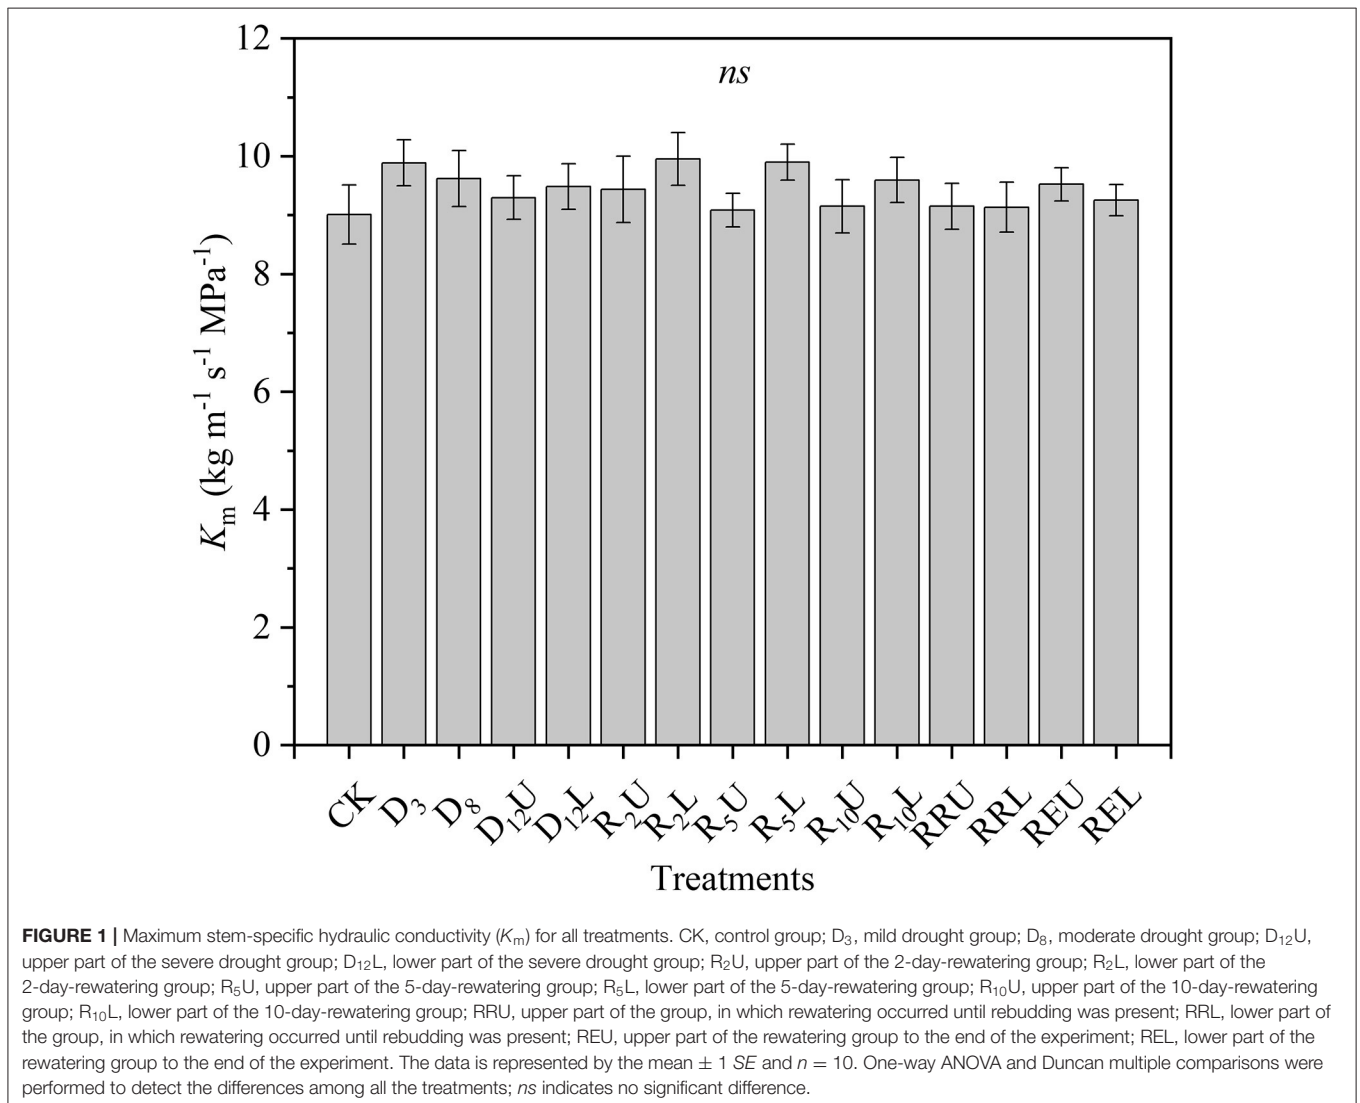 12
10
8
6
4
2
0
ns
Kₘ (kg m⁻¹ s⁻¹ MPa⁻¹)
CK D₃ D₈ D₁₂U D₁₂L R₂U R₂L R₅U R₅L R₁₀U R₁₀L RRU RRL REU REL
Treatments
FIGURE 1 | Maximum stem-specific hydraulic conductivity (Kₘ) for all treatments. CK, control group; D₃, mild drought group; D₈, moderate drought group; D₁₂U,
upper part of the severe drought group; D₁₂L, lower part of the severe drought group; R₂U, upper part of the 2-day-rewatering group; R₂L, lower part of the
2-day-rewatering group; R₅U, upper part of the 5-day-rewatering group; R₅L, lower part of the 5-day-rewatering group; R₁₀U, upper part of the 10-day-rewatering
group; R₁₀L, lower part of the 10-day-rewatering group; RRU, upper part of the group, in which rewatering occurred until rebudding was present; RRL, lower part of
the group, in which rewatering occurred until rebudding was present; REU, upper part of the rewatering group to the end of the experiment; REL, lower part of the
rewatering group to the end of the experiment. The data is represented by the mean ± 1 SE and n = 10. One-way ANOVA and Duncan multiple comparisons were
performed to detect the differences among all the treatments; ns indicates no significant difference.